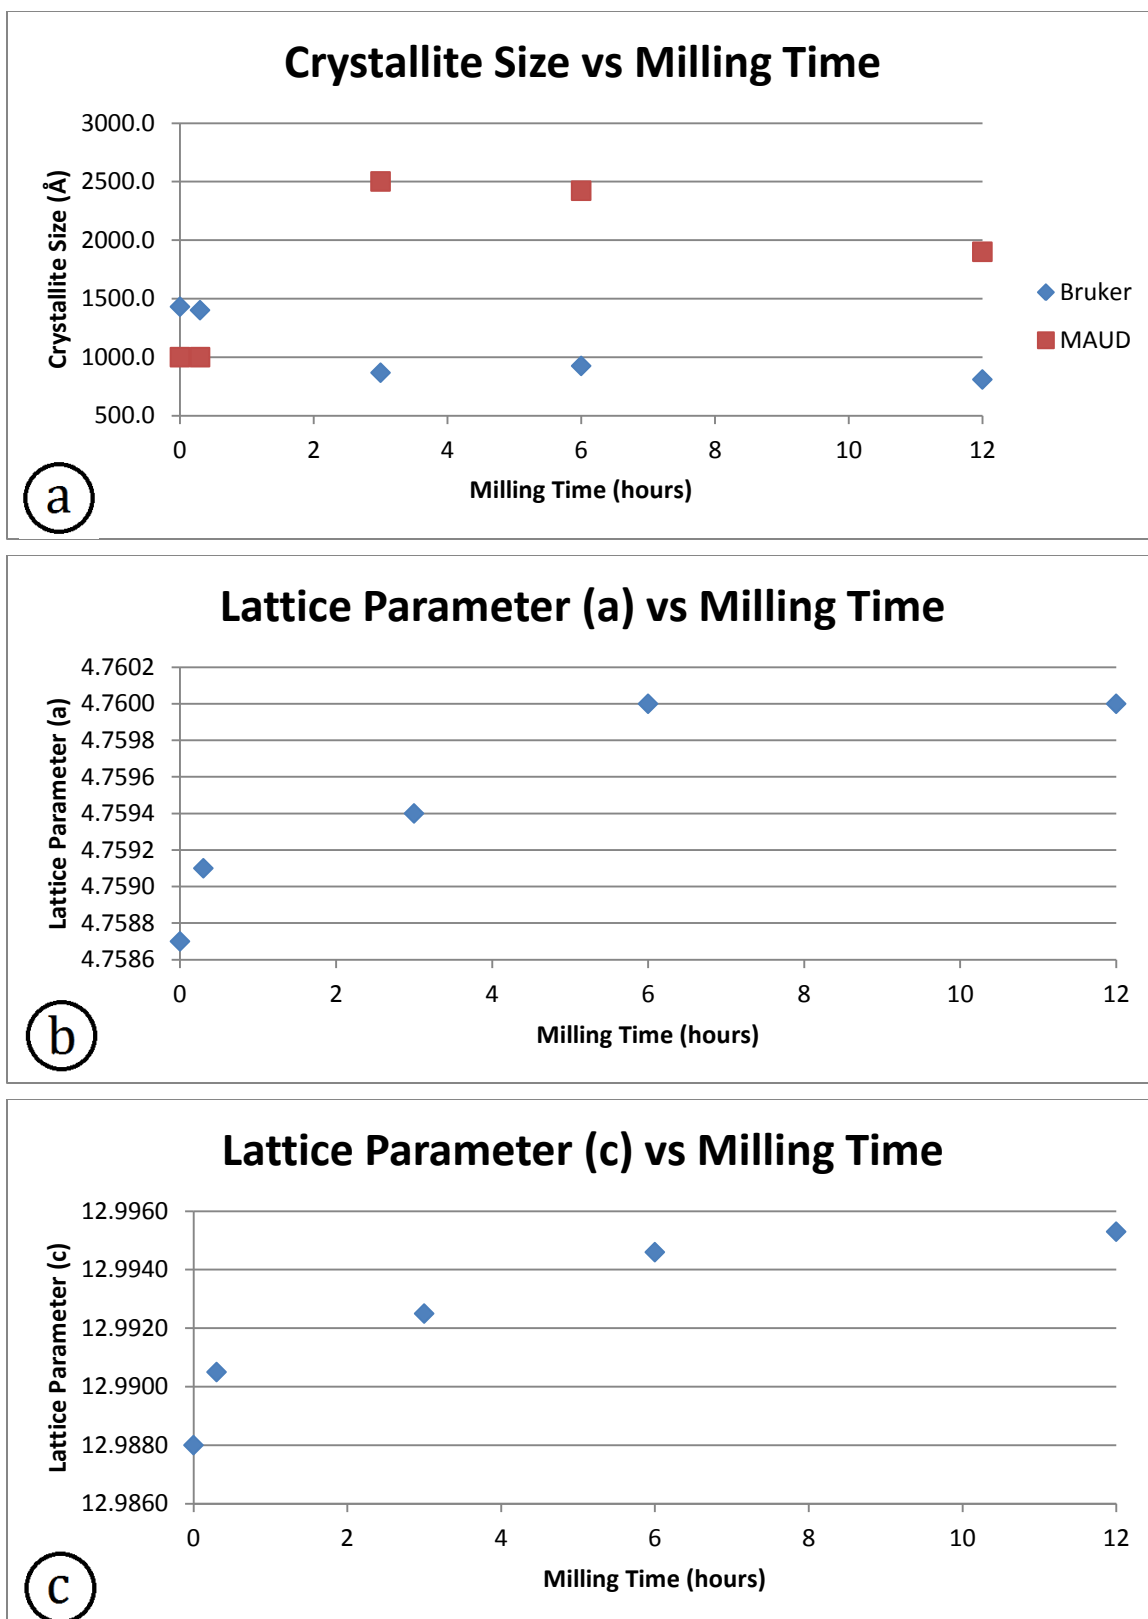 Crystallite Size vs Milling Time
3000.0
2500.0
2000.0
1500.0
1000.0
500.0
Crystallite Size (Å)
0 2 4 6 8 10 12
Milling Time (hours)
Bruker
MAUD
a
Lattice Parameter (a) vs Milling Time
4.7602
4.7600
4.7598
4.7596
4.7594
4.7592
4.7590
4.7588
4.7586
Lattice Parameter (a)
0 2 4 6 8 10 12
Milling Time (hours)
b
Lattice Parameter (c) vs Milling Time
12.9960
12.9940
12.9920
12.9900
12.9880
12.9860
Lattice Parameter (c)
0 2 4 6 8 10 12
Milling Time (hours)
c